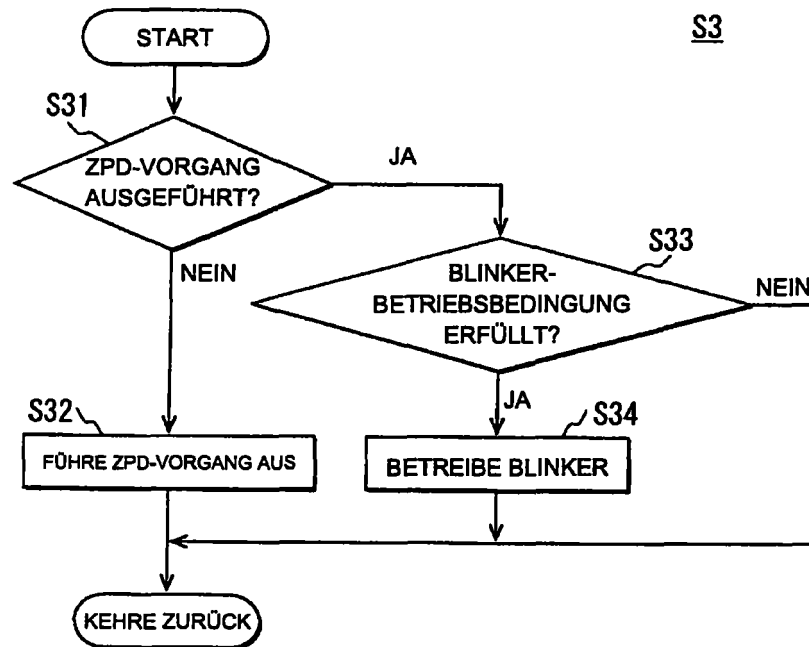 START
S3
S31
ZPD-VORGANG
AUSGEFÜHRT?
JA
NEIN
S33
BLINKER-
BETRIEBSBEDINGUNG
ERFÜLLT?
NEIN
JA
S32
FÜHRE ZPD-VORGANG AUS
S34
BETREIBE BLINKER
KEHRE ZURÜCK